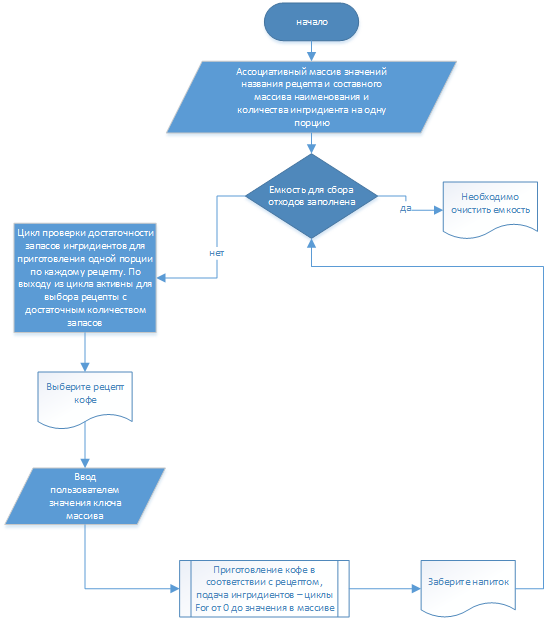 начало
Ассоциативный массив значений
названия рецепта и составного
массива наименования и
количества ингридиента на одну
порцию
Емкость для сбора
отходов заполнена
да
Необходимо
очистить емкость
нет
Цикл проверки достаточности
запасов ингридиентов для
приготовления одной порции
по каждому рецепту. По
выходу из цикла активны для
выбора рецепты с
достаточным количеством
запасов
Выберите рецепт
кофе
Ввод
пользователем
значения ключа
массива
Приготовление кофе в
соответствии с рецептом,
подача ингридиентов – циклы
For от 0 до значения в массиве
Заберите напиток